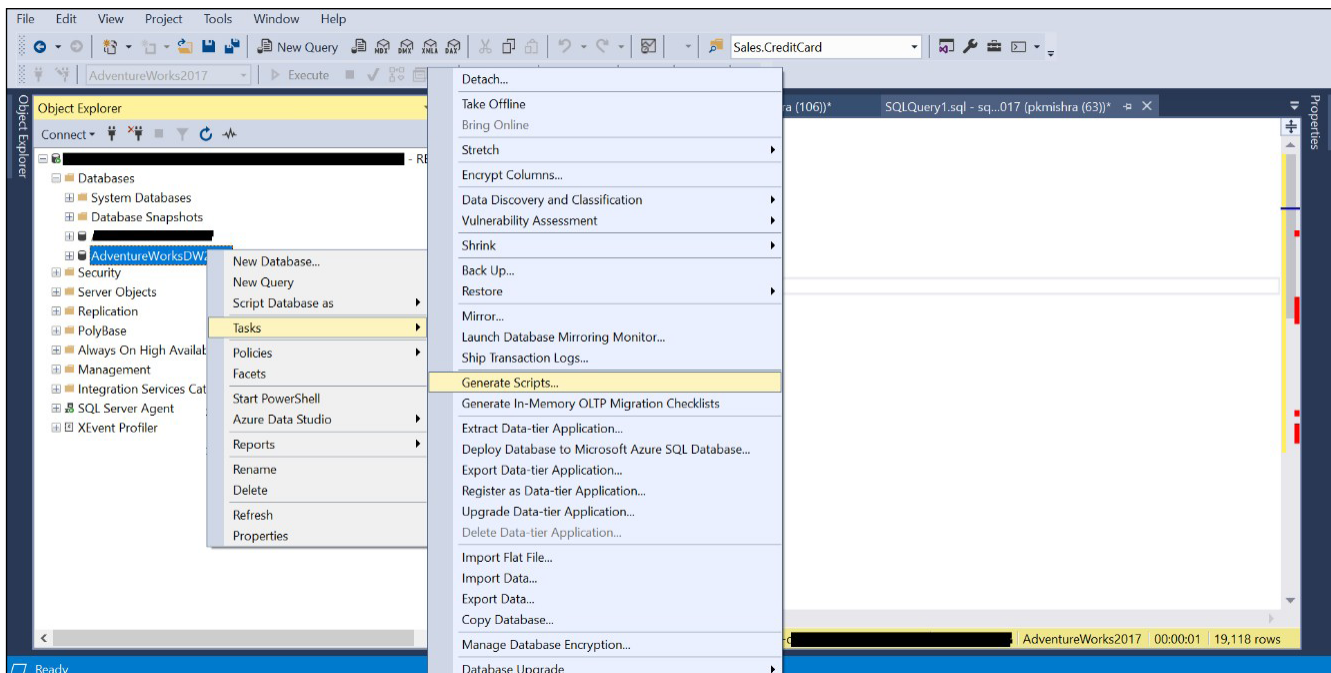 File Edit View Project Tools Window Help
New Query MDX DMX XMLA DAX Sales.CreditCard
AdventureWorks2017 Execute
Object Explorer
Object Explorer
Connect
Databases
System Databases
Database Snapshots
AdventureWorksDW
Security
Server Objects
Replication
PolyBase
Always On High Availab
Management
Integration Services Cat
SQL Server Agent
XEvent Profiler
New Database...
New Query
Script Database as
Tasks
Policies
Facets
Start PowerShell
Azure Data Studio
Reports
Rename
Delete
Refresh
Properties
Detach...
Take Offline
Bring Online
Stretch
Encrypt Columns...
Data Discovery and Classification
Vulnerability Assessment
Shrink
Back Up...
Restore
Mirror...
Launch Database Mirroring Monitor...
Ship Transaction Logs...
Generate Scripts...
Generate In-Memory OLTP Migration Checklists
Extract Data-tier Application...
Deploy Database to Microsoft Azure SQL Database...
Export Data-tier Application...
Register as Data-tier Application...
Upgrade Data-tier Application...
Delete Data-tier Application...
Import Flat File...
Import Data...
Export Data...
Copy Database...
Manage Database Encryption...
Database Upgrade
ra (106))* SQLQuery1.sql - sq...017 (pkmishra (63))*
Properties
AdventureWorks2017 00:00:01 19,118 rows
Ready